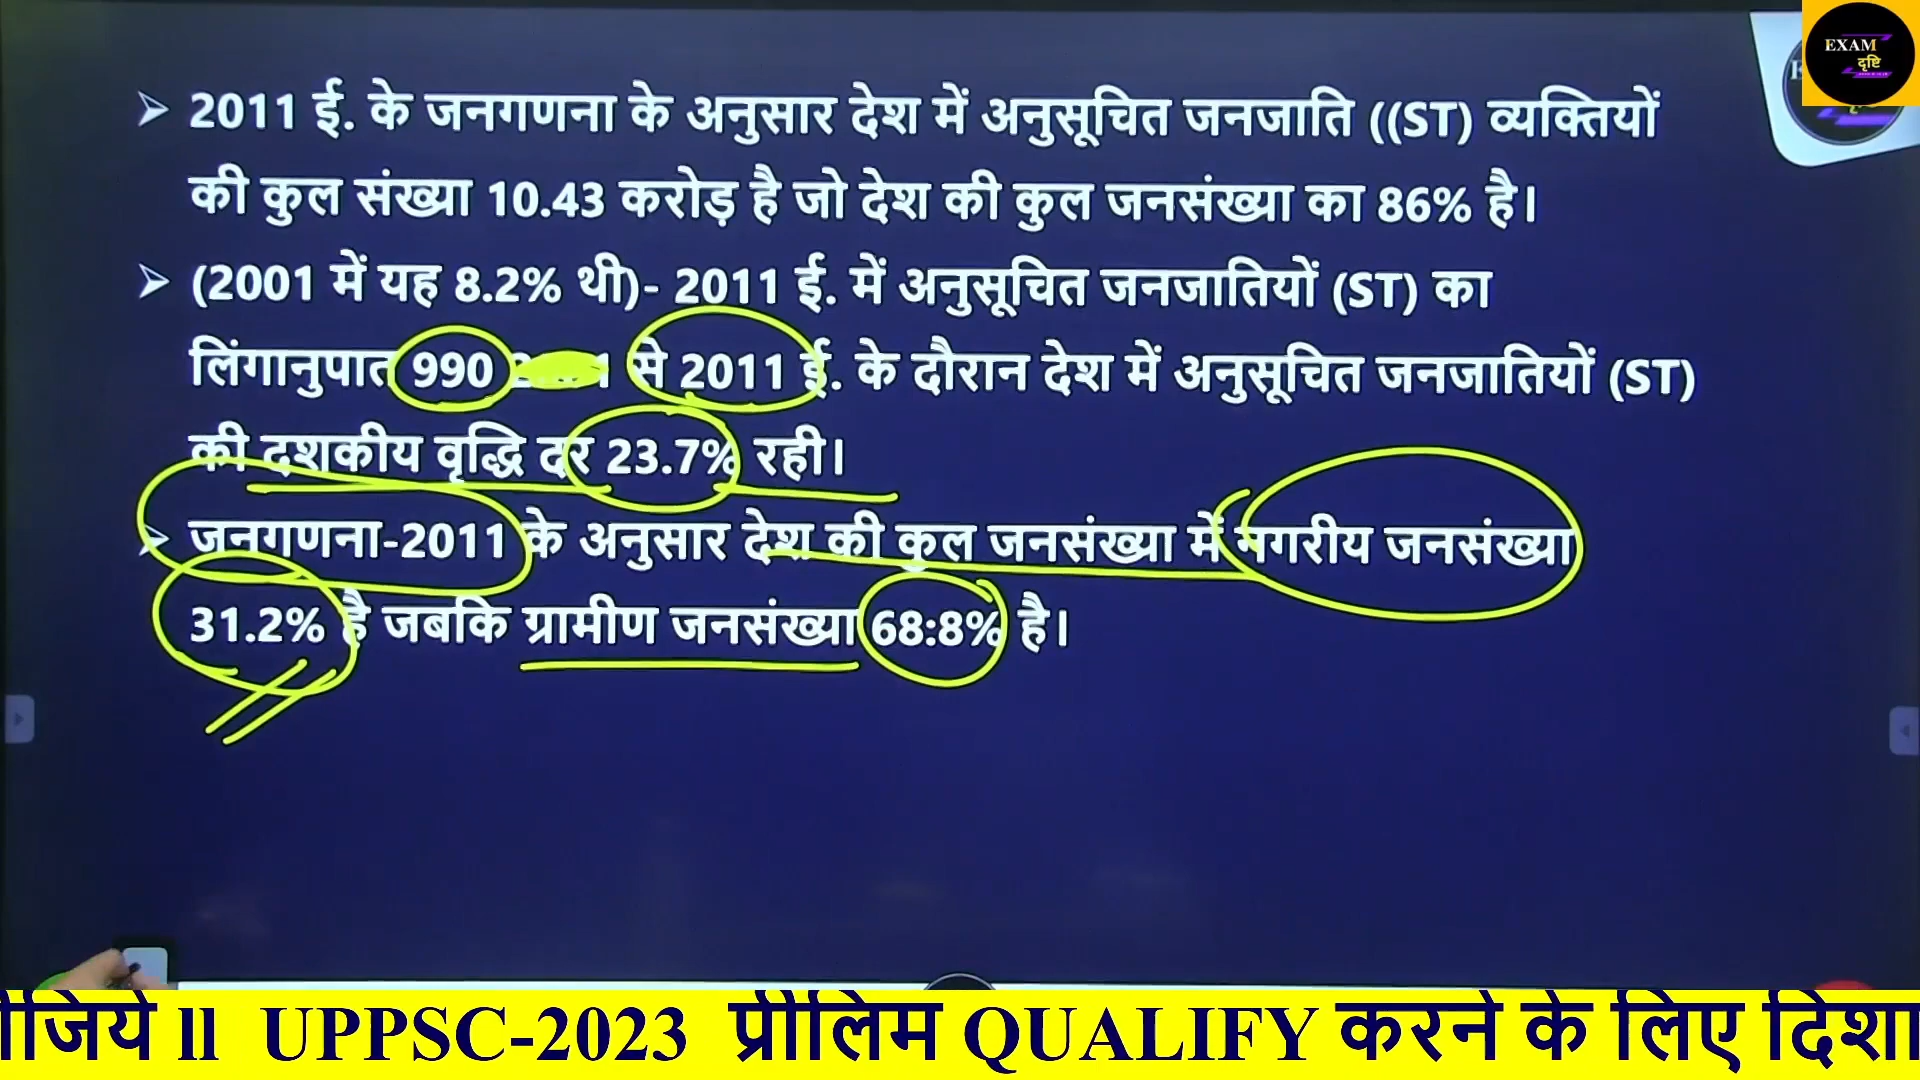 EXAM
दृष्टि
➢ 2011 ई. के जनगणना के अनुसार देश में अनुसूचित जनजाति ((ST) व्यक्तियों
की कुल संख्या 10.43 करोड़ है जो देश की कुल जनसंख्या का 86% है।
➢ (2001 में यह 8.2% थी)- 2011 ई. में अनुसूचित जनजातियों (ST) का
लिंगानुपात 990 से 2011 ई. के दौरान देश में अनुसूचित जनजातियों (ST)
की दशकीय वृद्धि दर 23.7% रही।
➢ जनगणना-2011 के अनुसार देश की कुल जनसंख्या में नगरीय जनसंख्या
31.2% है जबकि ग्रामीण जनसंख्या 68:8% है।
ll UPPSC-2023 प्रीलिम QUALIFY करने के लिए दिशा